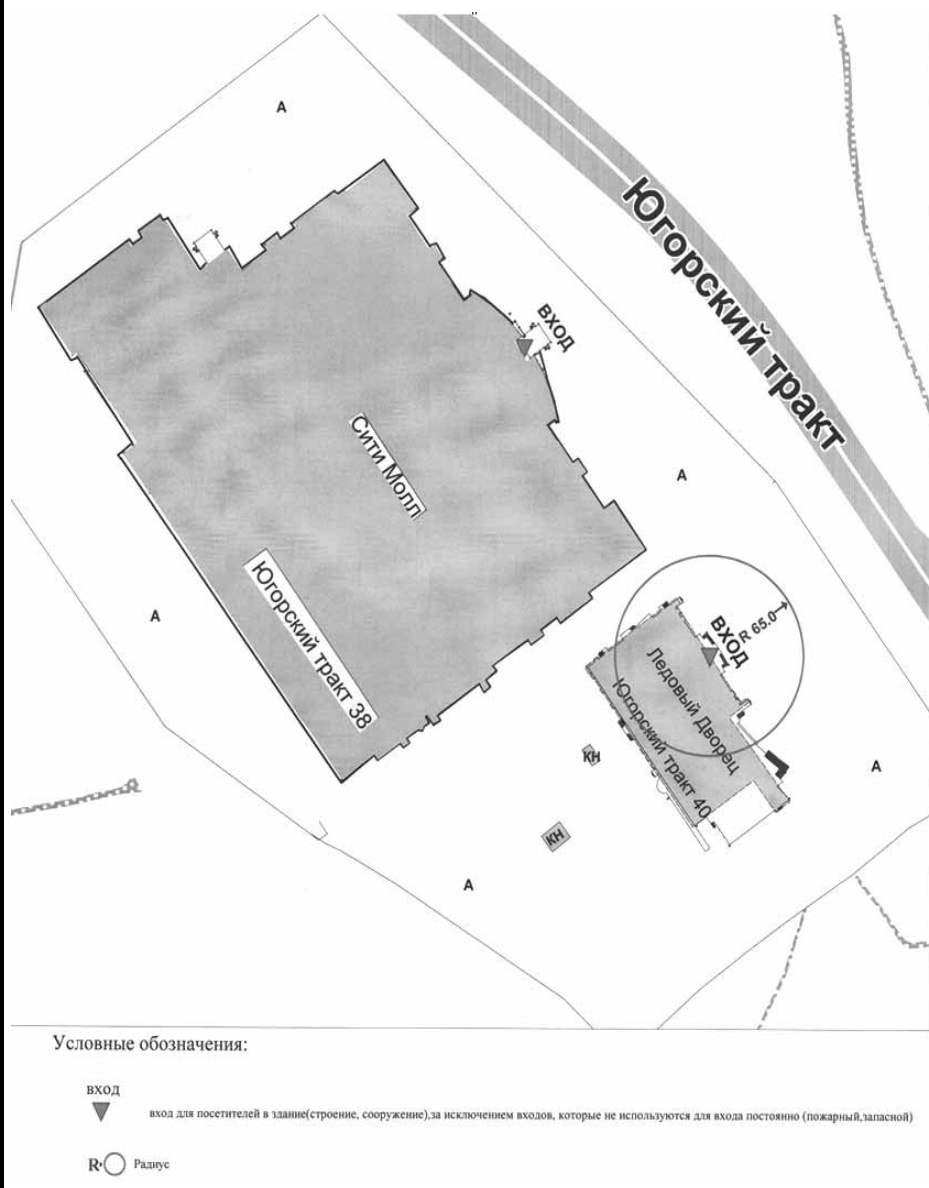 А
Югорский тракт
вход
Сити Молл
А
Югорский тракт 38
А
R 65.0
вход
Ледовый Дворец
Югорский тракт 40
КН
А
КН
А
Условные обозначения:
вход
вход для посетителей в здание(строение, сооружение),за исключением входов, которые не используются для входа постоянно (пожарный,запасной)
R Радиус